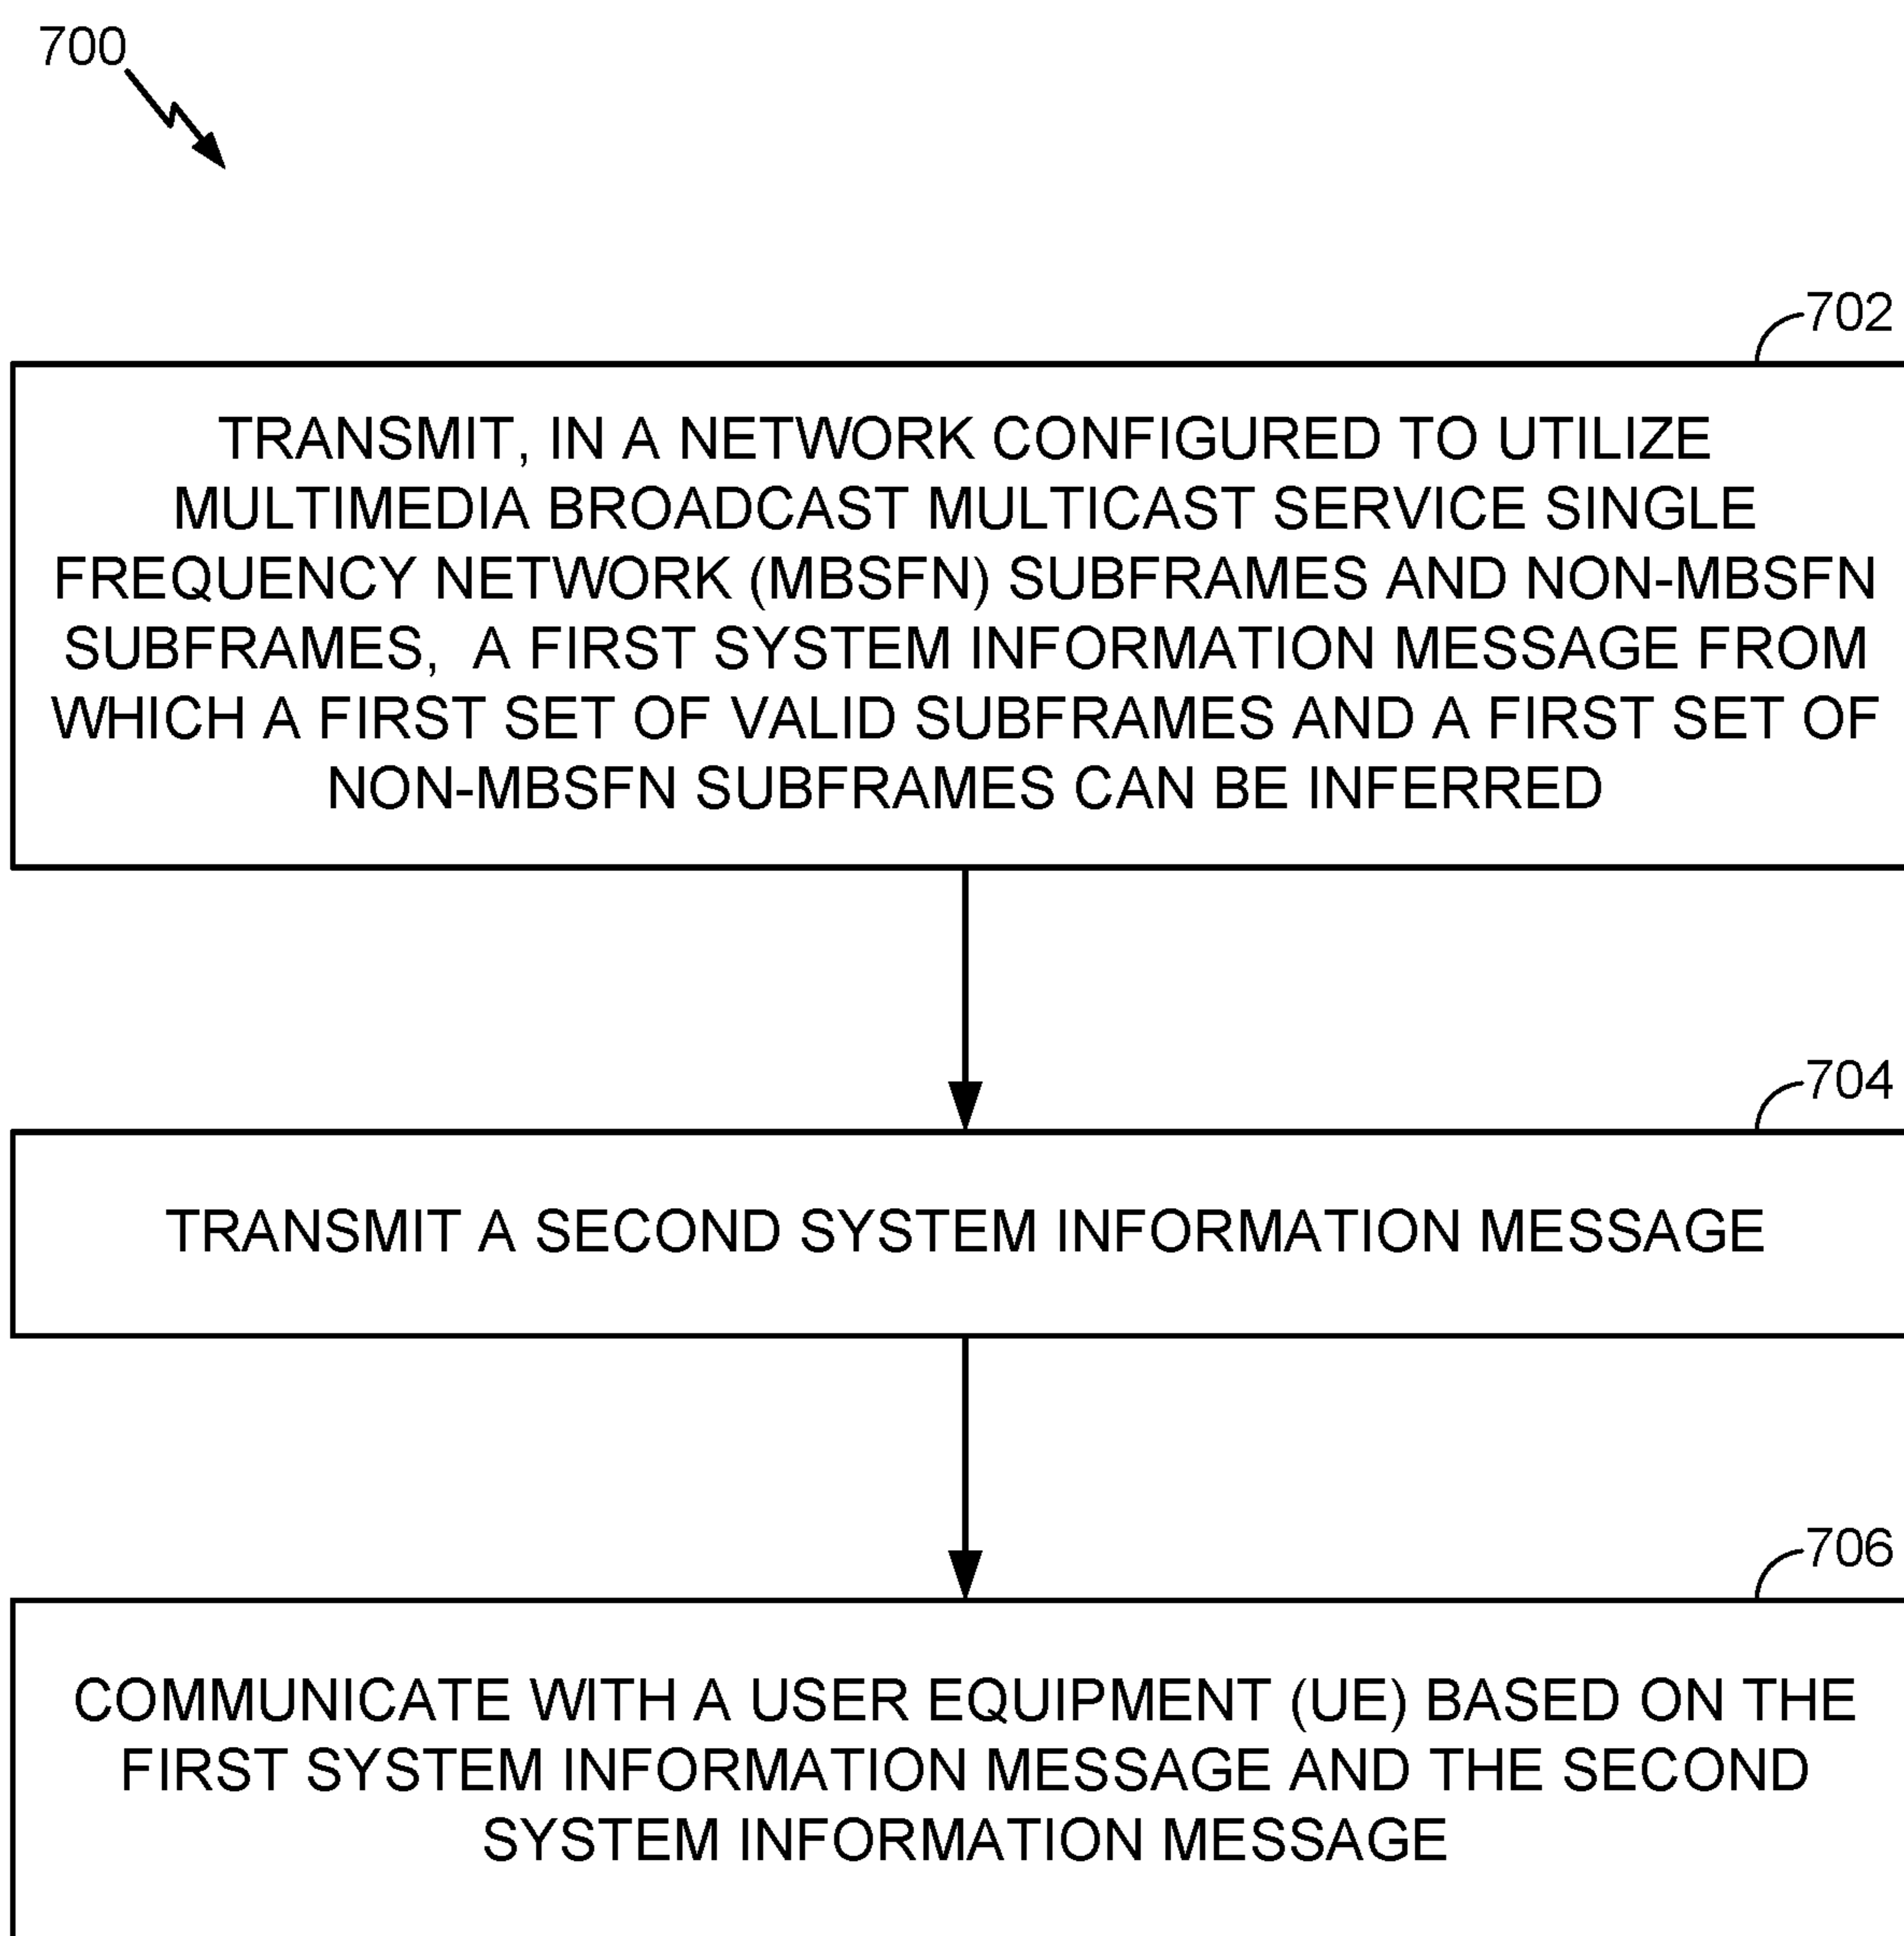 700
702
TRANSMIT, IN A NETWORK CONFIGURED TO UTILIZE
MULTIMEDIA BROADCAST MULTICAST SERVICE SINGLE
FREQUENCY NETWORK (MBSFN) SUBFRAMES AND NON-MBSFN
SUBFRAMES, A FIRST SYSTEM INFORMATION MESSAGE FROM
WHICH A FIRST SET OF VALID SUBFRAMES AND A FIRST SET OF
NON-MBSFN SUBFRAMES CAN BE INFERRED
704
TRANSMIT A SECOND SYSTEM INFORMATION MESSAGE
706
COMMUNICATE WITH A USER EQUIPMENT (UE) BASED ON THE
FIRST SYSTEM INFORMATION MESSAGE AND THE SECOND
SYSTEM INFORMATION MESSAGE